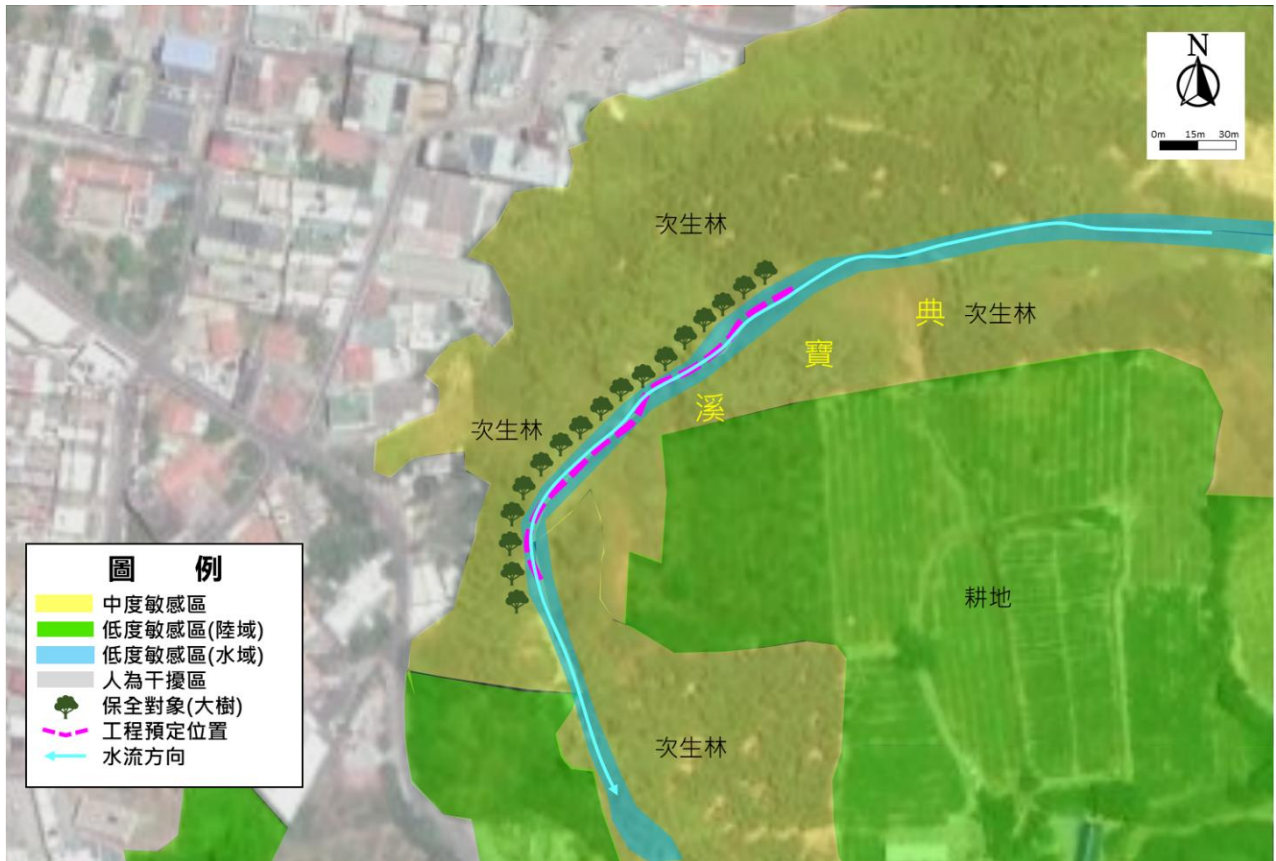 N
0m 15m 30m
次生林
次生林
典
寶
溪
次生林
耕地
次生林
圖 例
中度敏感區
低度敏感區(陸域)
低度敏感區(水域)
人為干擾區
保全對象(大樹)
工程預定位置
水流方向